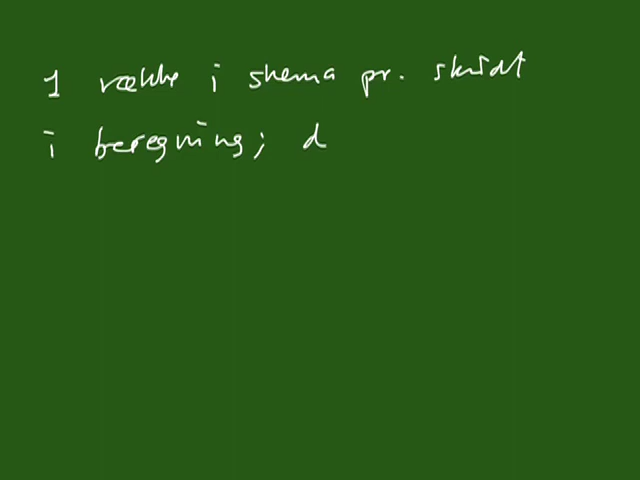 1 række i skema pr. skridt
i beregning; d